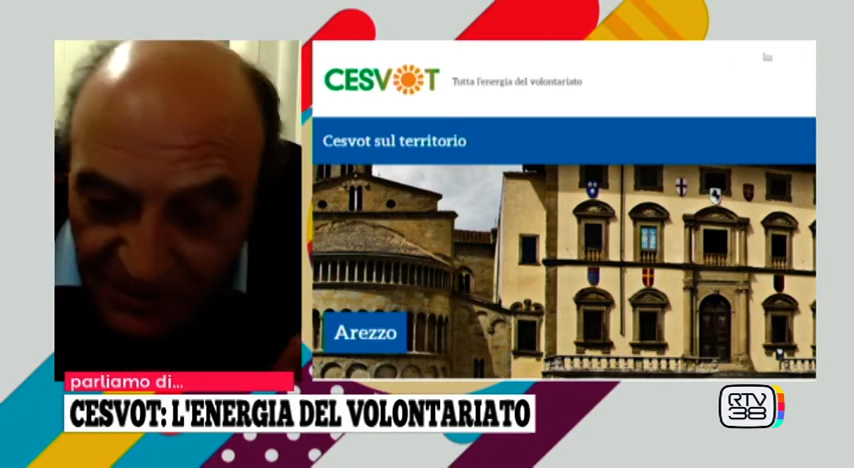 CESVOT
Tutta l'energia del volontariato
Cesvot sul territorio
Arezzo
parliamo di...
CESVOT: L'ENERGIA DEL VOLONTARIATO
RTV
38